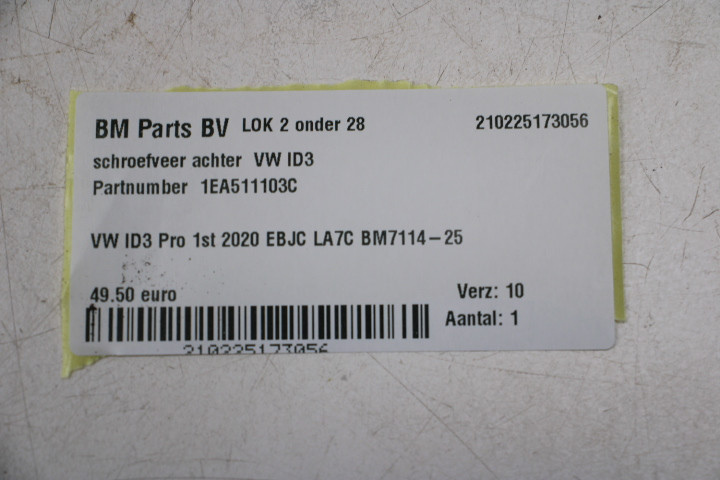 BM Parts BV LOK 2 onder 28 210225173056
schroefveer achter VW ID3
Partnumber 1EA511103C
VW ID3 Pro 1st 2020 EBJC LA7C BM7114-25
49.50 euro Verz: 10
Aantal: 1
210225173056